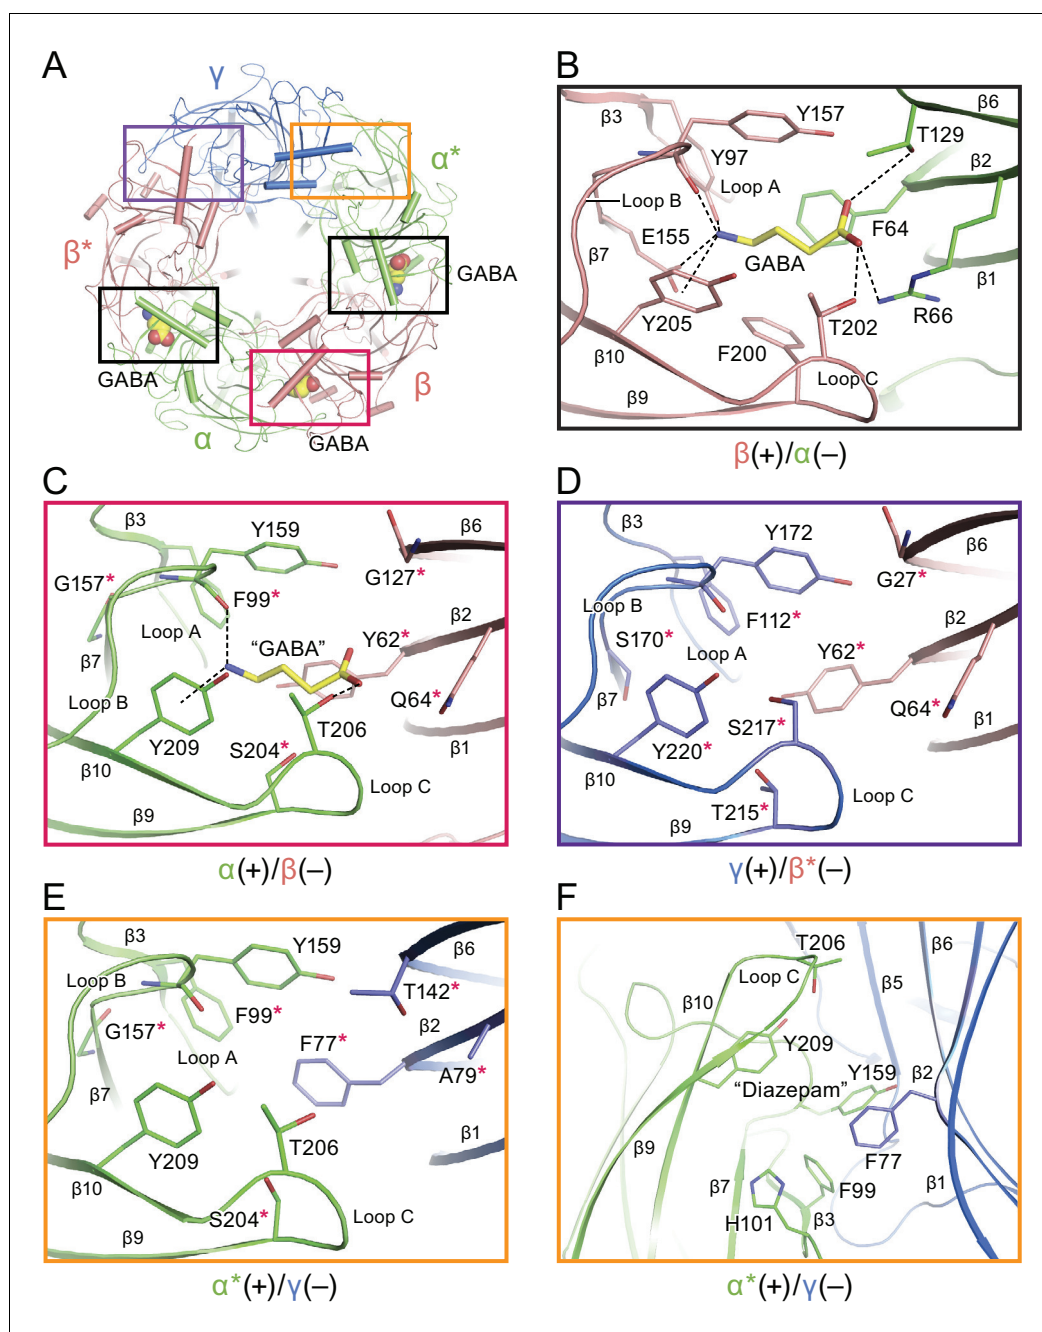 A
γ
α*
β*
GABA
GABA
β
α
GABA
B
β3
Y157
β6
T129
Y97
β2
Loop A
Loop B
F64
β7
E155
GABA
β1
Y205
T202
R66
β10
F200
Loop C
β9
β(+)/α(–)
C
β3
Y159
β6
G157*
F99*
G127*
Loop A
"GABA"
Y62*
β2
β7
Loop B
Q64*
Y209
T206
S204*
β1
β10
Loop C
β9
α(+)/β(–)
D
β3
Y172
β6
G27*
Loop B
F112*
β2
S170*
Loop A
Y62*
β7
Q64*
S217*
Y220*
β1
β10
T215*
Loop C
β9
γ(+)/β*(–)
E
β3
Y159
β6
Loop B
T142*
F99*
G157*
F77*
β2
Loop A
A79*
β7
T206
β1
Y209
β10
S204*
Loop C
β9
α*(+)/γ(–)
F
T206
β6
Loop C
β5
β10
Y209
Y159
"Diazepam"
β2
β9
F77
β7
F99
β1
H101
β3
α*(+)/γ(–)